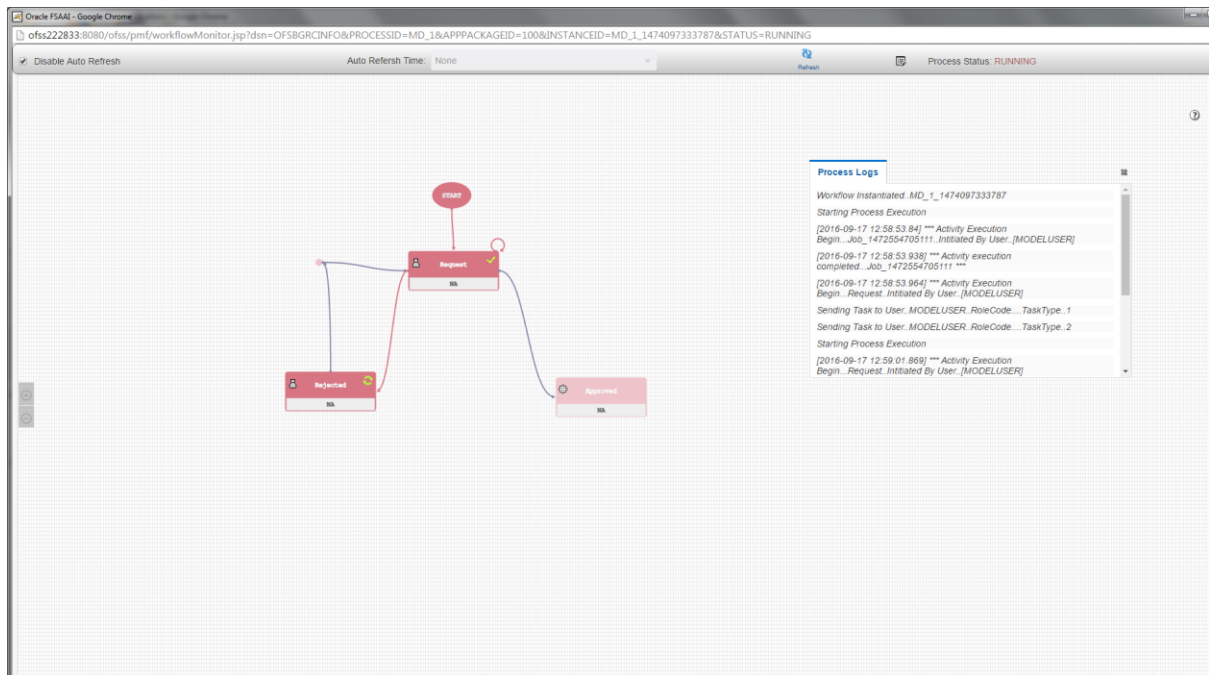 Oracle FSAAI - Google Chrome
ofss222833:8080/ofss/pmf/workflowMonitor.jsp?dsn=OFSBGRCINFO&PROCESSID=MD_1&APPPACKAGEID=100&INSTANCEID=MD_1_1474097333787&STATUS=RUNNING
Disable Auto Refresh
Auto Refersh Time: None
Refresh
Process Status: RUNNING
Process Logs
Workflow Instantiated..MD_1_1474097333787
Starting Process Execution
[2016-09-17 12:58:53.84] *** Activity Execution
Begin...Job_1472554705111..Intitiated By User..[MODELUSER]
[2016-09-17 12:58:53.938] *** Activity execution
completed...Job_1472554705111 ***
[2016-09-17 12:58:53.964] *** Activity Execution
Begin...Request..Intitiated By User..[MODELUSER]
Sending Task to User..MODELUSER..RoleCode....TaskType..1
Sending Task to User..MODELUSER..RoleCode....TaskType..2
Starting Process Execution
[2016-09-17 12:59:01.869] *** Activity Execution
Begin...Request..Intitiated By User..[MODELUSER]
START
Request
NA
Rejected
NA
Approved
NA